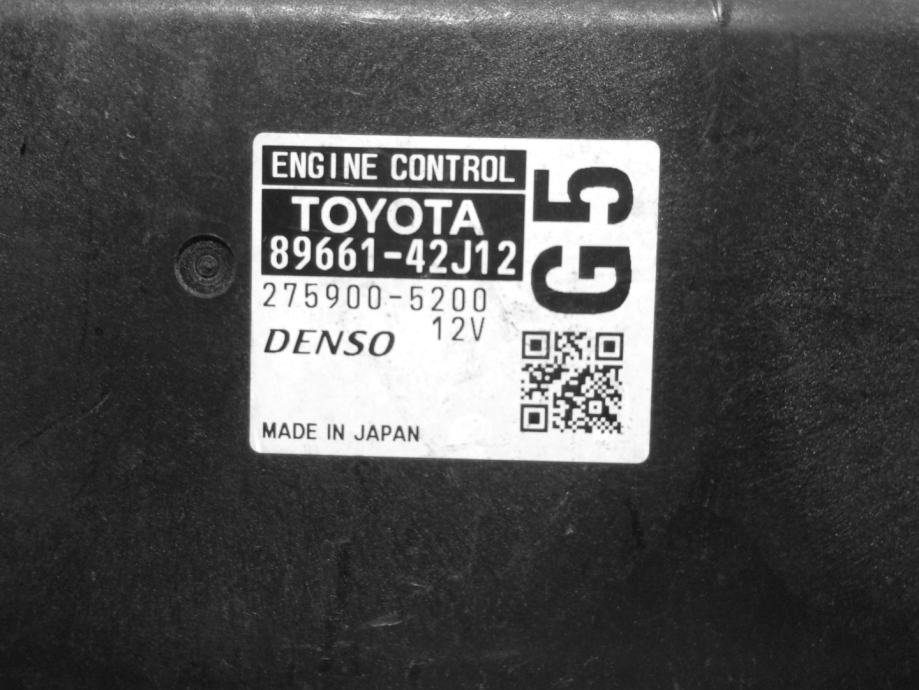 ENGINE CONTROL
TOYOTA
89661-42J12
275900-5200
12V
DENSO
MADE IN JAPAN
G5